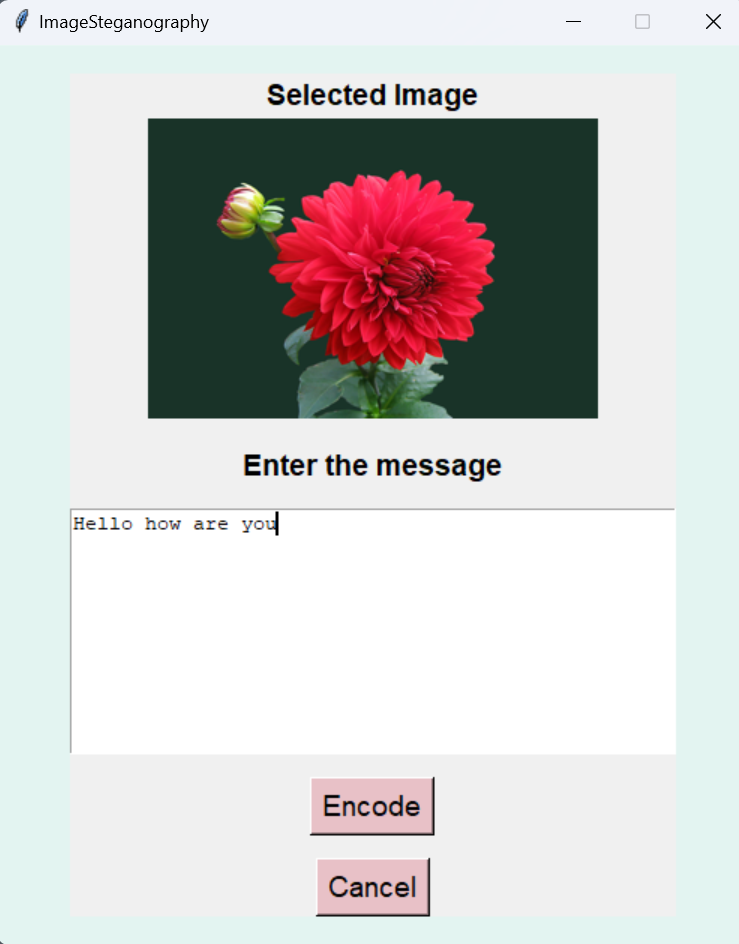 ImageSteganography
Selected Image
Enter the message
Hello how are you
Encode
Cancel